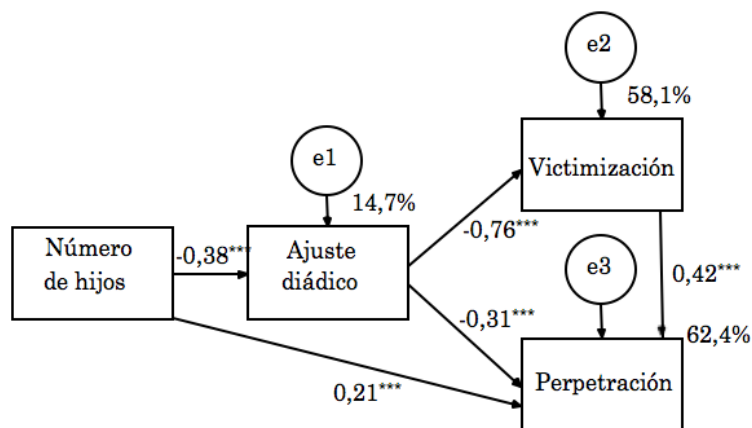 e2
58,1%
Victimización
e1
14,7%
-0,76***
Número
de hijos
-0,38***
Ajuste
diádico
e3
0,42***
-0,31***
62,4%
0,21***
Perpetración